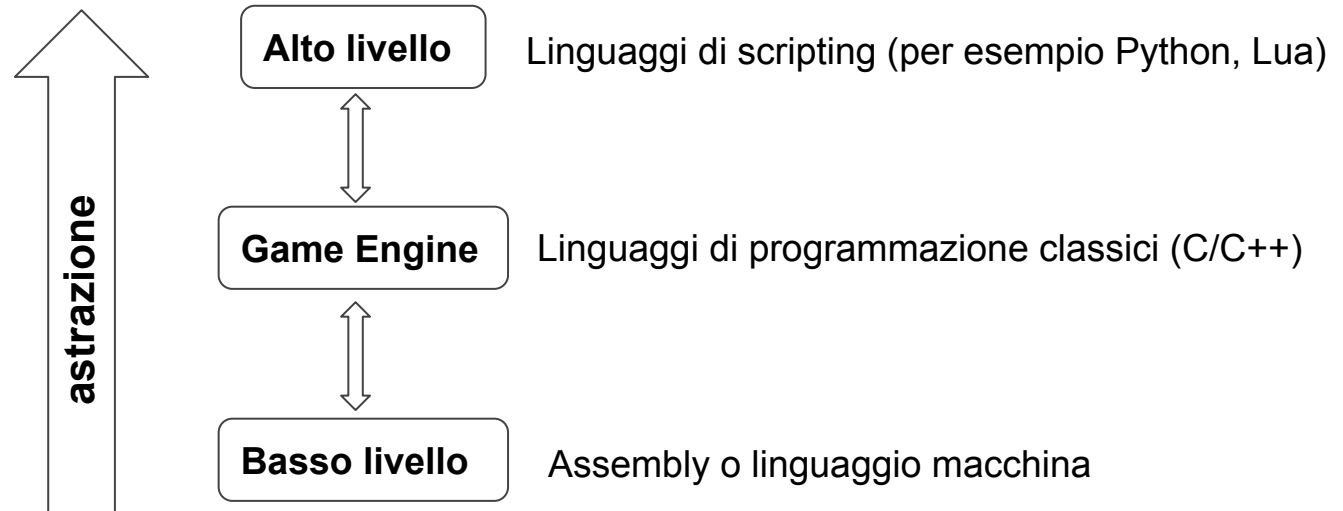 Alto livello
Linguaggi di scripting (per esempio Python, Lua)
astrazione
Game Engine
Linguaggi di programmazione classici (C/C++)
Basso livello
Assembly o linguaggio macchina